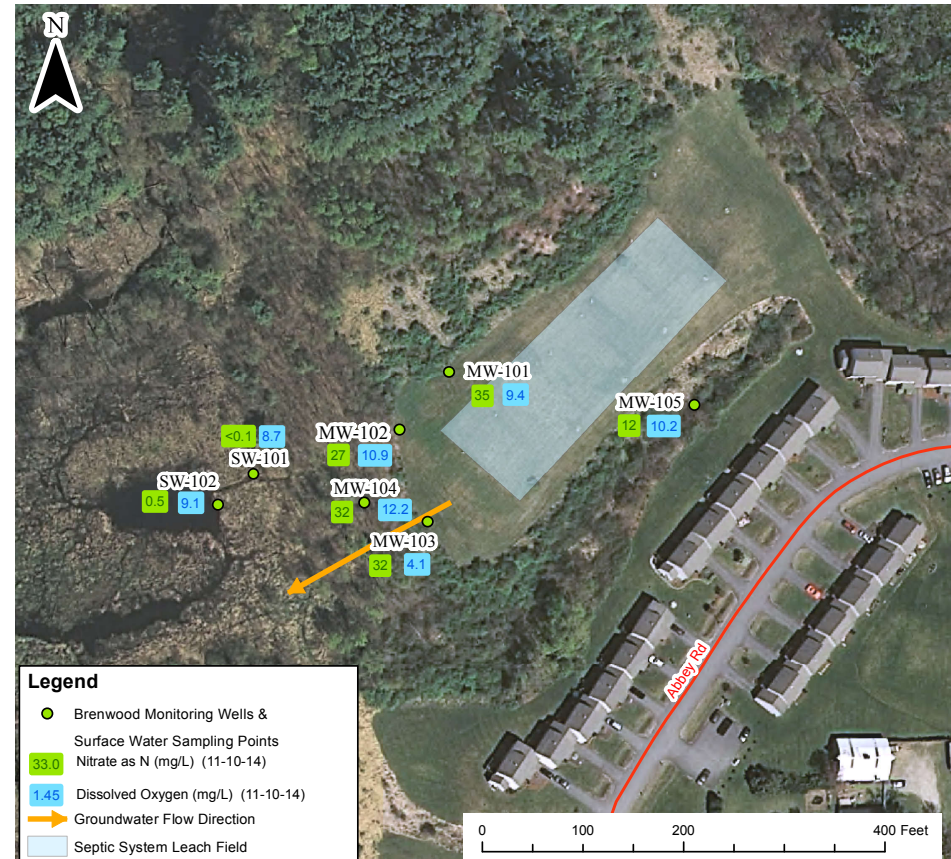 N
MW-101
35 9.4
MW-105
12 10.2
<0.1 8.7
SW-101
MW-102
27 10.9
SW-102
0.5 9.1
MW-104
32 12.2
MW-103
32 4.1
Abbey Rd
Legend
Brenwood Monitoring Wells &
Surface Water Sampling Points
33.0 Nitrate as N (mg/L) (11-10-14)
1.45 Dissolved Oxygen (mg/L) (11-10-14)
Groundwater Flow Direction
Septic System Leach Field
0 100 200 400 Feet